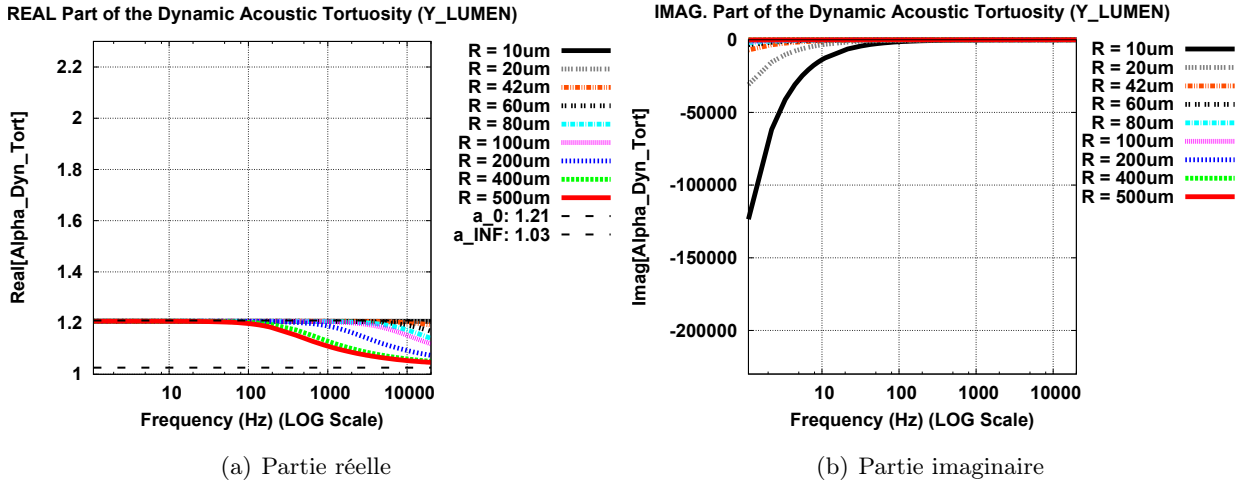 REAL Part of the Dynamic Acoustic Tortuosity (Y_LUMEN)
Real[Alpha_Dyn_Tort]
2.2
2
1.8
1.6
1.4
1.2
1
10
100
1000
10000
Frequency (Hz) (LOG Scale)
R = 10um
R = 20um
R = 42um
R = 60um
R = 80um
R = 100um
R = 200um
R = 400um
R = 500um
a_0: 1.21
a_INF: 1.03
(a) Partie réelle
IMAG. Part of the Dynamic Acoustic Tortuosity (Y_LUMEN)
Imag[Alpha_Dyn_Tort]
0
-50000
-100000
-150000
-200000
10
100
1000
10000
Frequency (Hz) (LOG Scale)
R = 10um
R = 20um
R = 42um
R = 60um
R = 80um
R = 100um
R = 200um
R = 400um
R = 500um
(b) Partie imaginaire